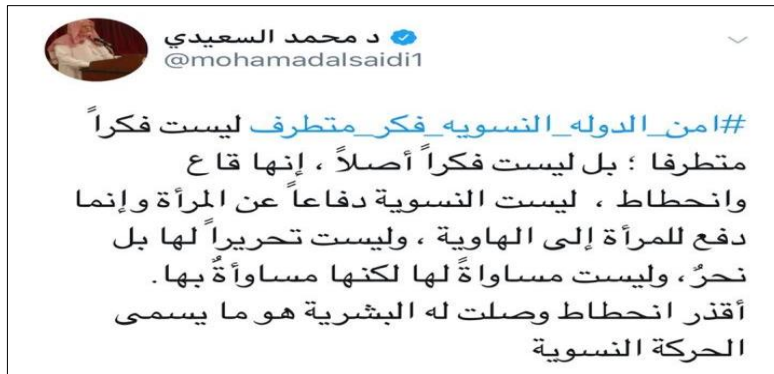 د محمد السعيدي
@mohamadalsaidi1
#امن_الدوله_النسويه_فكر_متطرف ليست فكراً
متطرفا ؛ بل ليست فكراً أصلاً ، إنها قاع
وانحطاط ، ليست النسوية دفاعاً عن المرأة وإنما
دفع للمرأة إلى الهاوية ، وليست تحريراً لها بل
نحرٌ، وليست مساواةً لها لكنها مساوأةٌ بها.
أقذر انحطاط وصلت له البشرية هو ما يسمى
الحركة النسوية